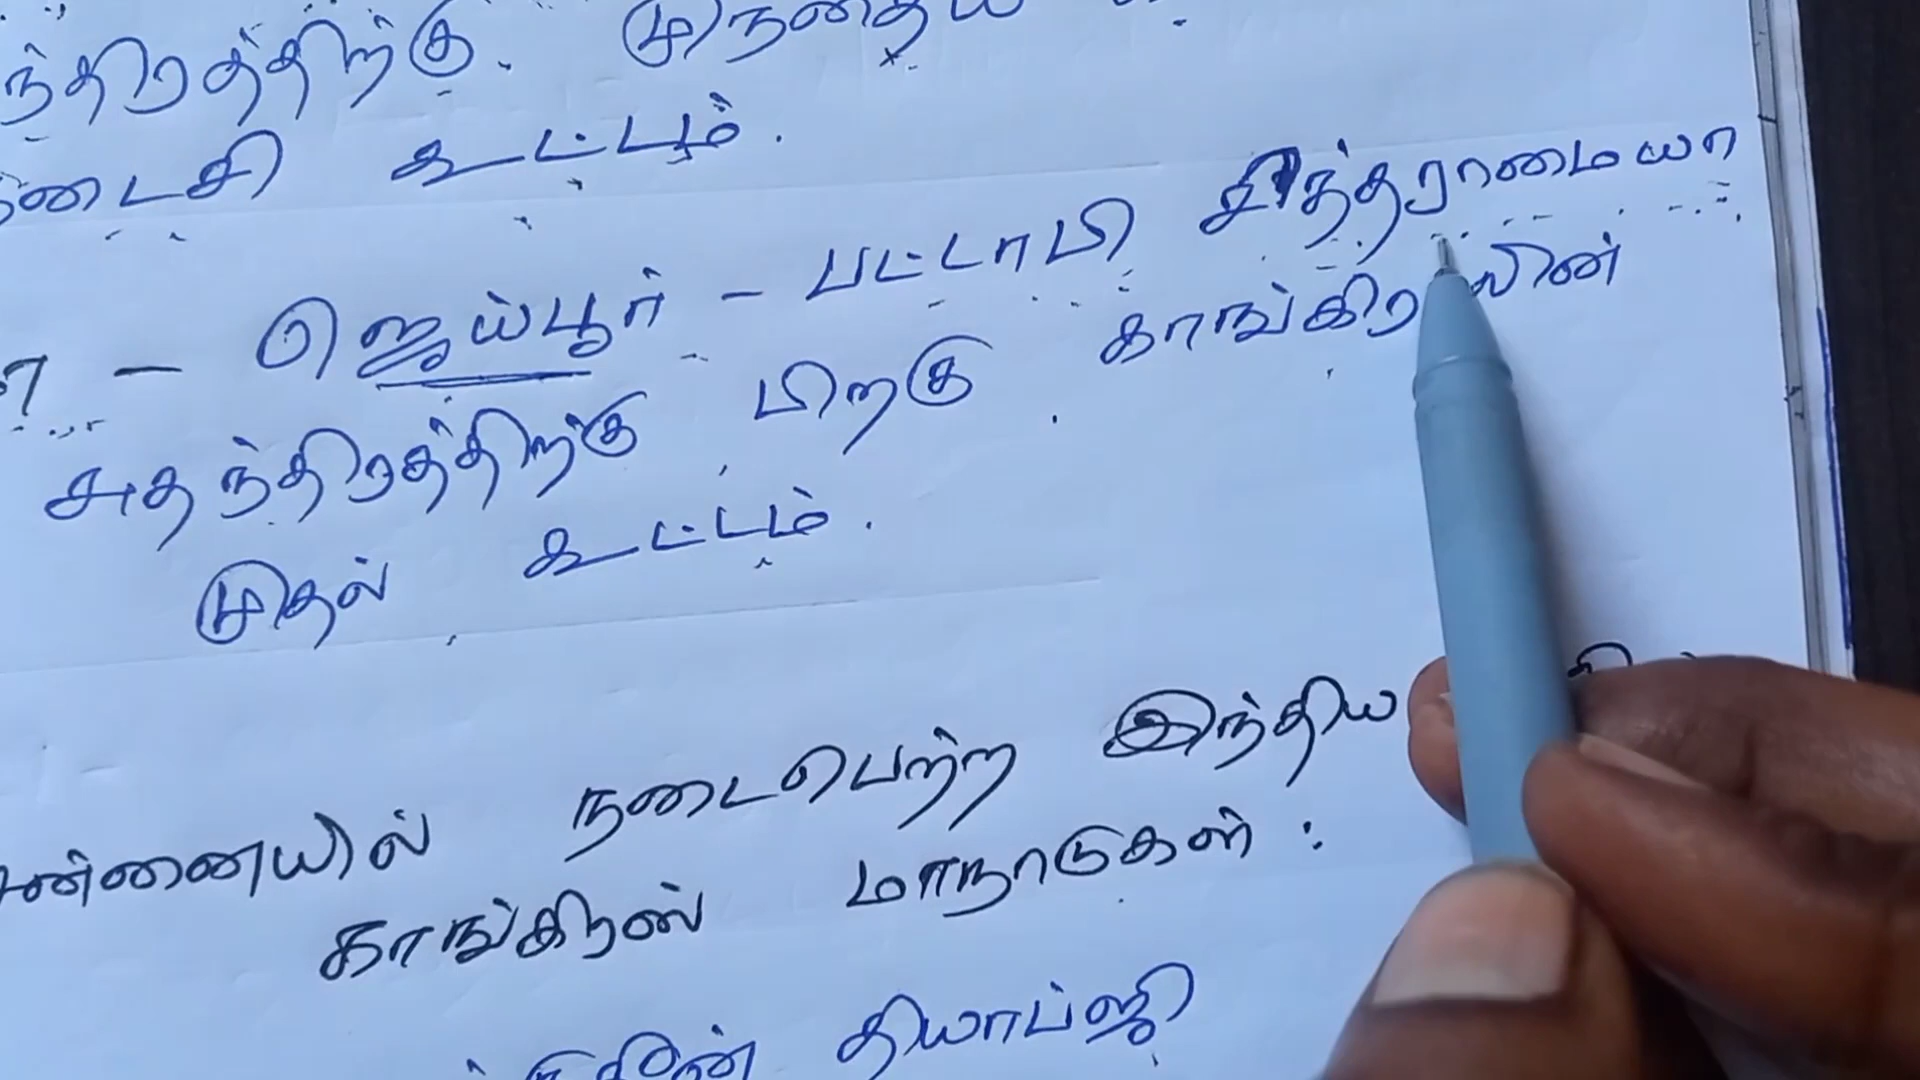 ந்திரத்திற்கு. முந்தைய
கடைசி கூட்டம்.
- ஜெய்பூர் - பட்டாபி சித்தராமையா
சுதந்திரத்திற்கு பிறகு காங்கிரஸின்
முதல் கூட்டம்.
சென்னையில் நடைபெற்ற இந்திய
காங்கிரஸ் மாநாடுகள் :
தியாப்ஜி